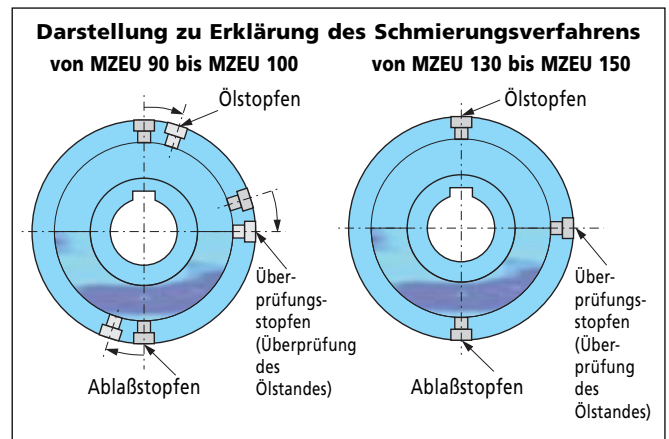 Darstellung zu Erklärung des Schmierungsverfahrens
von MZEU 90 bis MZEU 100
Ölstopfen
Über-
prüfungs-
stopfen
(Überprüfung
des
Ölstandes)
Ablaßstopfen
von MZEU 130 bis MZEU 150
Ölstopfen
Über-
prüfungs-
stopfen
(Über-
prüfung
des
Ölstandes)
Ablaßstopfen